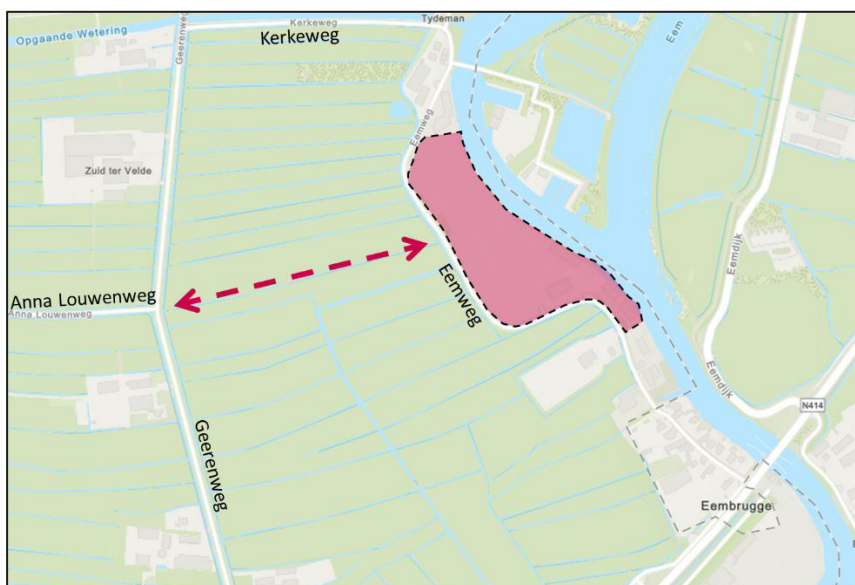 Opgaande Wetering
Geerenweg
Kerkeweg
Kerkeweg
Tydeman
Eem
Eemweg
Zuid ter Velde
Eemdijk
Anna Louwenweg
Anna Louwenweg
Eemweg
Eemdijk
N414
Geerenweg
Eembrugge